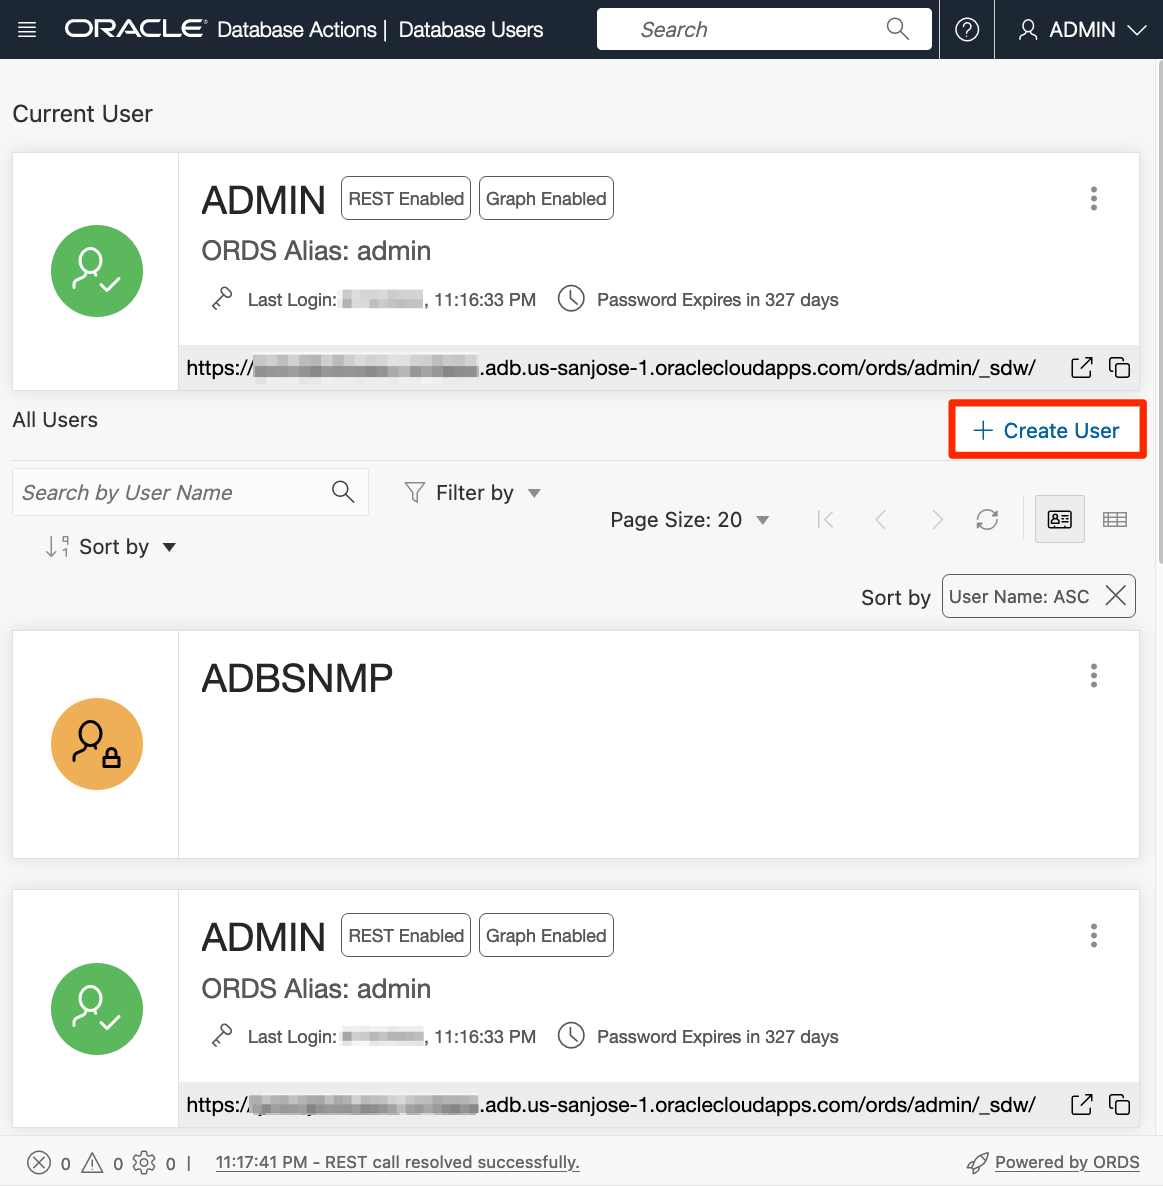 ORACLE Database Actions | Database Users Search ADMIN
Current User
ADMIN REST Enabled Graph Enabled
ORDS Alias: admin
Last Login: , 11:16:33 PM Password Expires in 327 days
https:// .adb.us-sanjose-1.oraclecloudapps.com/ords/admin/_sdw/
All Users
+ Create User
Search by User Name Filter by
Page Size: 20
Sort by
Sort by User Name: ASC
ADBSNMP
ADMIN REST Enabled Graph Enabled
ORDS Alias: admin
Last Login: , 11:16:33 PM Password Expires in 327 days
https:// .adb.us-sanjose-1.oraclecloudapps.com/ords/admin/_sdw/
0 0 0 | 11:17:41 PM - REST call resolved successfully. Powered by ORDS